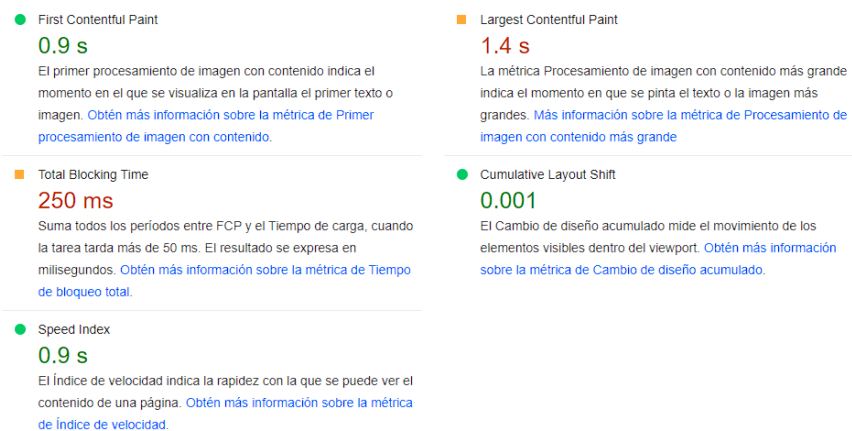 First Contentful Paint
0.9 s
El primer procesamiento de imagen con contenido indica el
momento en el que se visualiza en la pantalla el primer texto o
imagen. Obtén más información sobre la métrica de Primer
procesamiento de imagen con contenido.
Largest Contentful Paint
1.4 s
La métrica Procesamiento de imagen con contenido más grande
indica el momento en que se pinta el texto o la imagen más
grandes. Más información sobre la métrica de Procesamiento de
imagen con contenido más grande
Total Blocking Time
250 ms
Suma todos los períodos entre FCP y el Tiempo de carga, cuando
la tarea tarda más de 50 ms. El resultado se expresa en
milisegundos. Obtén más información sobre la métrica de Tiempo
de bloqueo total.
Cumulative Layout Shift
0.001
El Cambio de diseño acumulado mide el movimiento de los
elementos visibles dentro del viewport. Obtén más información
sobre la métrica de Cambio de diseño acumulado.
Speed Index
0.9 s
El Índice de velocidad indica la rapidez con la que se puede ver el
contenido de una página. Obtén más información sobre la métrica
de Índice de velocidad.